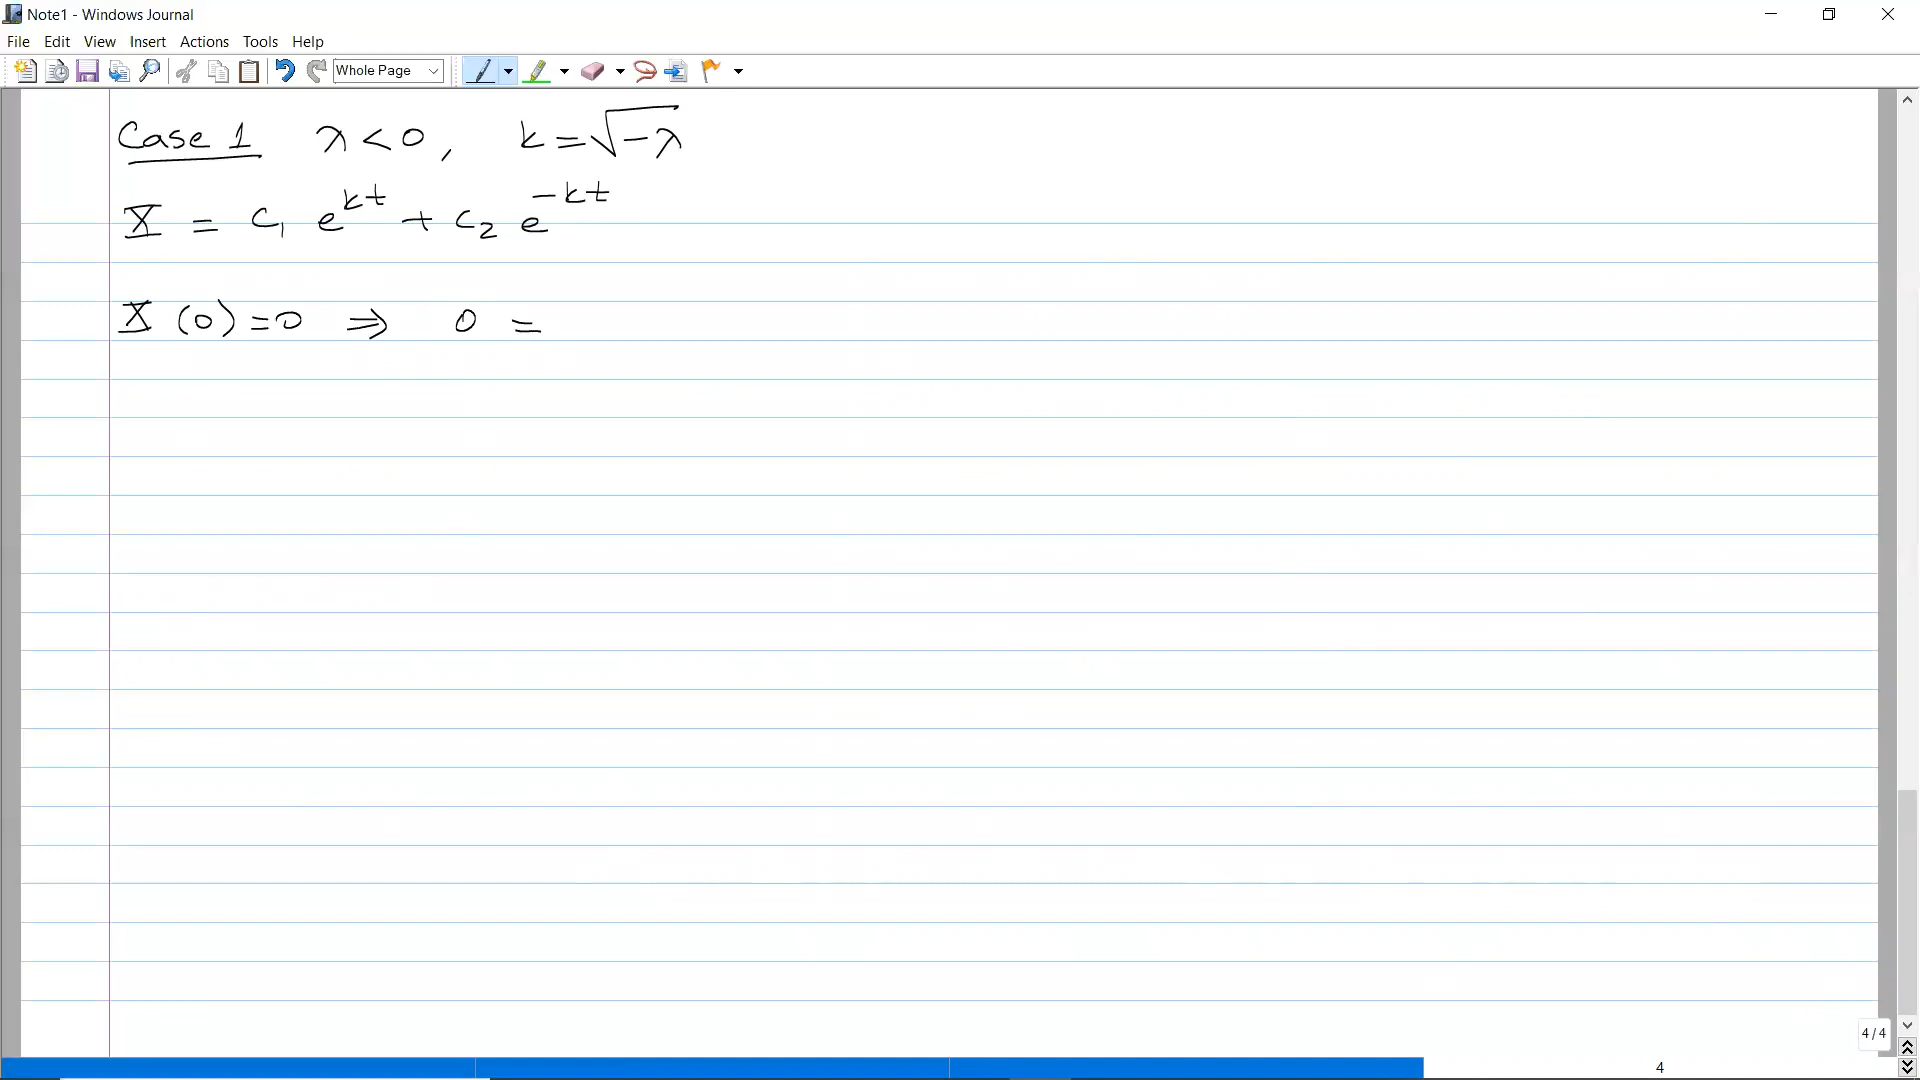 Note1 - Windows Journal
File Edit View Insert Actions Tools Help
Whole Page
Case 1 λ < 0, k = √-λ
X = c₁ e^kt + c₂ e^-kt
X (0) = 0 ⇒ 0 =
4 / 4
4